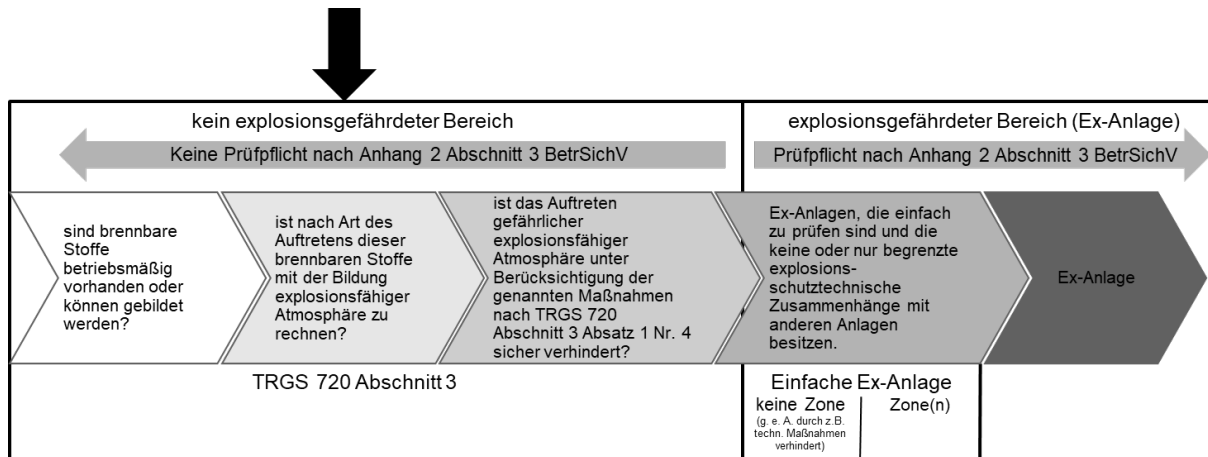 kein explosionsgefährdeter Bereich
Keine Prüfpflicht nach Anhang 2 Abschnitt 3 BetrSichV
explosionsgefährdeter Bereich (Ex-Anlage)
Prüfpflicht nach Anhang 2 Abschnitt 3 BetrSichV
sind brennbare
Stoffe
betriebsmäßig
vorhanden oder
können gebildet
werden?
ist nach Art des
Auftretens dieser
brennbaren Stoffe
mit der Bildung
explosionsfähiger
Atmosphäre zu
rechnen?
ist das Auftreten
gefährlicher
explosionsfähiger
Atmosphäre unter
Berücksichtigung der
genannten Maßnahmen
nach TRGS 720
Abschnitt 3 Absatz 1 Nr. 4
sicher verhindert?
Ex-Anlagen, die einfach
zu prüfen sind und die
keine oder nur begrenzte
explosions-
schutztechnische
Zusammenhänge mit
anderen Anlagen
besitzen.
Ex-Anlage
TRGS 720 Abschnitt 3
Einfache Ex-Anlage
keine Zone
(g. e. A. durch z.B.
techn. Maßnahmen
verhindert)
Zone(n)